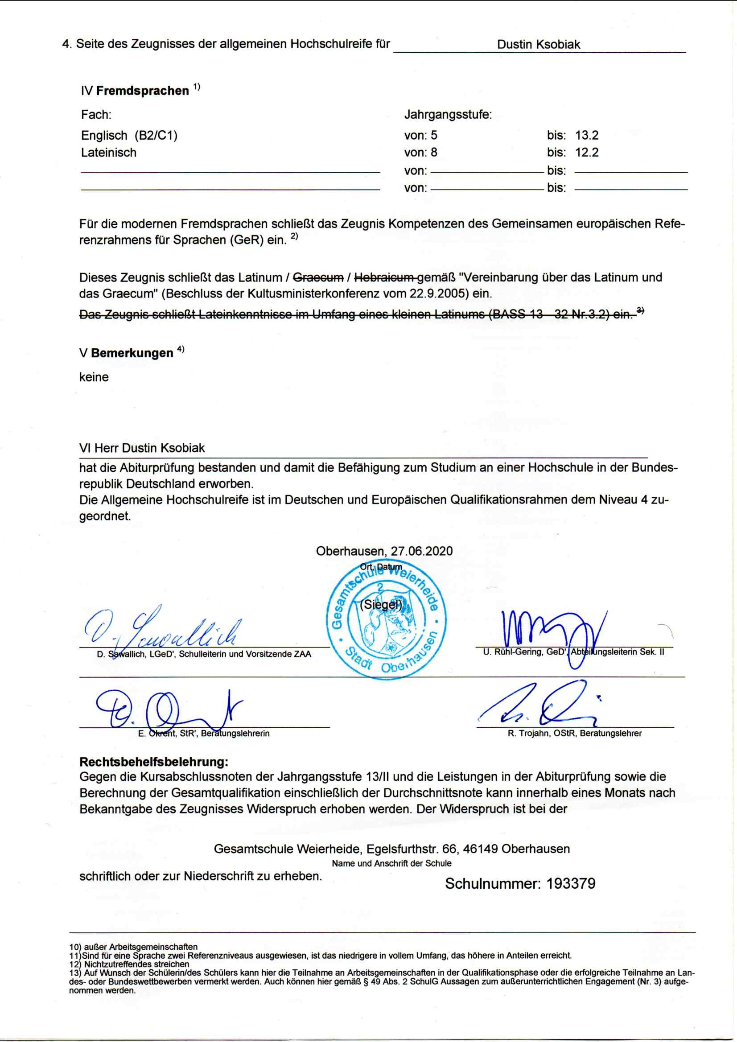 4. Seite des Zeugnisses der allgemeinen Hochschulreife für Dustin Ksobiak
IV Fremdsprachen 1)
Fach: Jahrgangsstufe:
Englisch (B2/C1) von: 5 bis: 13.2
Lateinisch von: 8 bis: 12.2
von: bis:
von: bis:
Für die modernen Fremdsprachen schließt das Zeugnis Kompetenzen des Gemeinsamen europäischen Refe-
renzrahmens für Sprachen (GeR) ein. 2)
Dieses Zeugnis schließt das Latinum / Graecum / Hebraicum gemäß "Vereinbarung über das Latinum und
das Graecum" (Beschluss der Kultusministerkonferenz vom 22.9.2005) ein.
Das Zeugnis schließt Lateinkenntnisse im Umfang eines kleinen Latinums (BASS 13 - 32 Nr.3.2) ein. 3)
V Bemerkungen 4)
keine
VI Herr Dustin Ksobiak
hat die Abiturprüfung bestanden und damit die Befähigung zum Studium an einer Hochschule in der Bundes-
republik Deutschland erworben.
Die Allgemeine Hochschulreife ist im Deutschen und Europäischen Qualifikationsrahmen dem Niveau 4 zu-
geordnet.
Oberhausen, 27.06.2020
Ort, Datum
Gesamtschule Weierheide
2
(Siegel)
Stadt Oberhausen
D. Sawallich
D. Sawallich, LGeD', Schulleiterin und Vorsitzende ZAA
U. Rühl-Gering, GeD', Abteilungsleiterin Sek. II
E. Okrent, StR', Beratungslehrerin
R. Trojahn, OStR, Beratungslehrer
Rechtsbehelfsbelehrung:
Gegen die Kursabschlussnoten der Jahrgangsstufe 13/II und die Leistungen in der Abiturprüfung sowie die
Berechnung der Gesamtqualifikation einschließlich der Durchschnittsnote kann innerhalb eines Monats nach
Bekanntgabe des Zeugnisses Widerspruch erhoben werden. Der Widerspruch ist bei der
Gesamtschule Weierheide, Egelsfurthstr. 66, 46149 Oberhausen
Name und Anschrift der Schule
schriftlich oder zur Niederschrift zu erheben.
Schulnummer: 193379
10) außer Arbeitsgemeinschaften
11)Sind für eine Sprache zwei Referenzniveaus ausgewiesen, ist das niedrigere in vollem Umfang, das höhere in Anteilen erreicht.
12) Nichtzutreffendes streichen
13) Auf Wunsch der Schülerin/des Schülers kann hier die Teilnahme an Arbeitsgemeinschaften in der Qualifikationsphase oder die erfolgreiche Teilnahme an Lan-
des- oder Bundeswettbewerben vermerkt werden. Auch können hier gemäß § 49 Abs. 2 SchulG Aussagen zum außerunterrichtlichen Engagement (Nr. 3) aufge-
nommen werden.